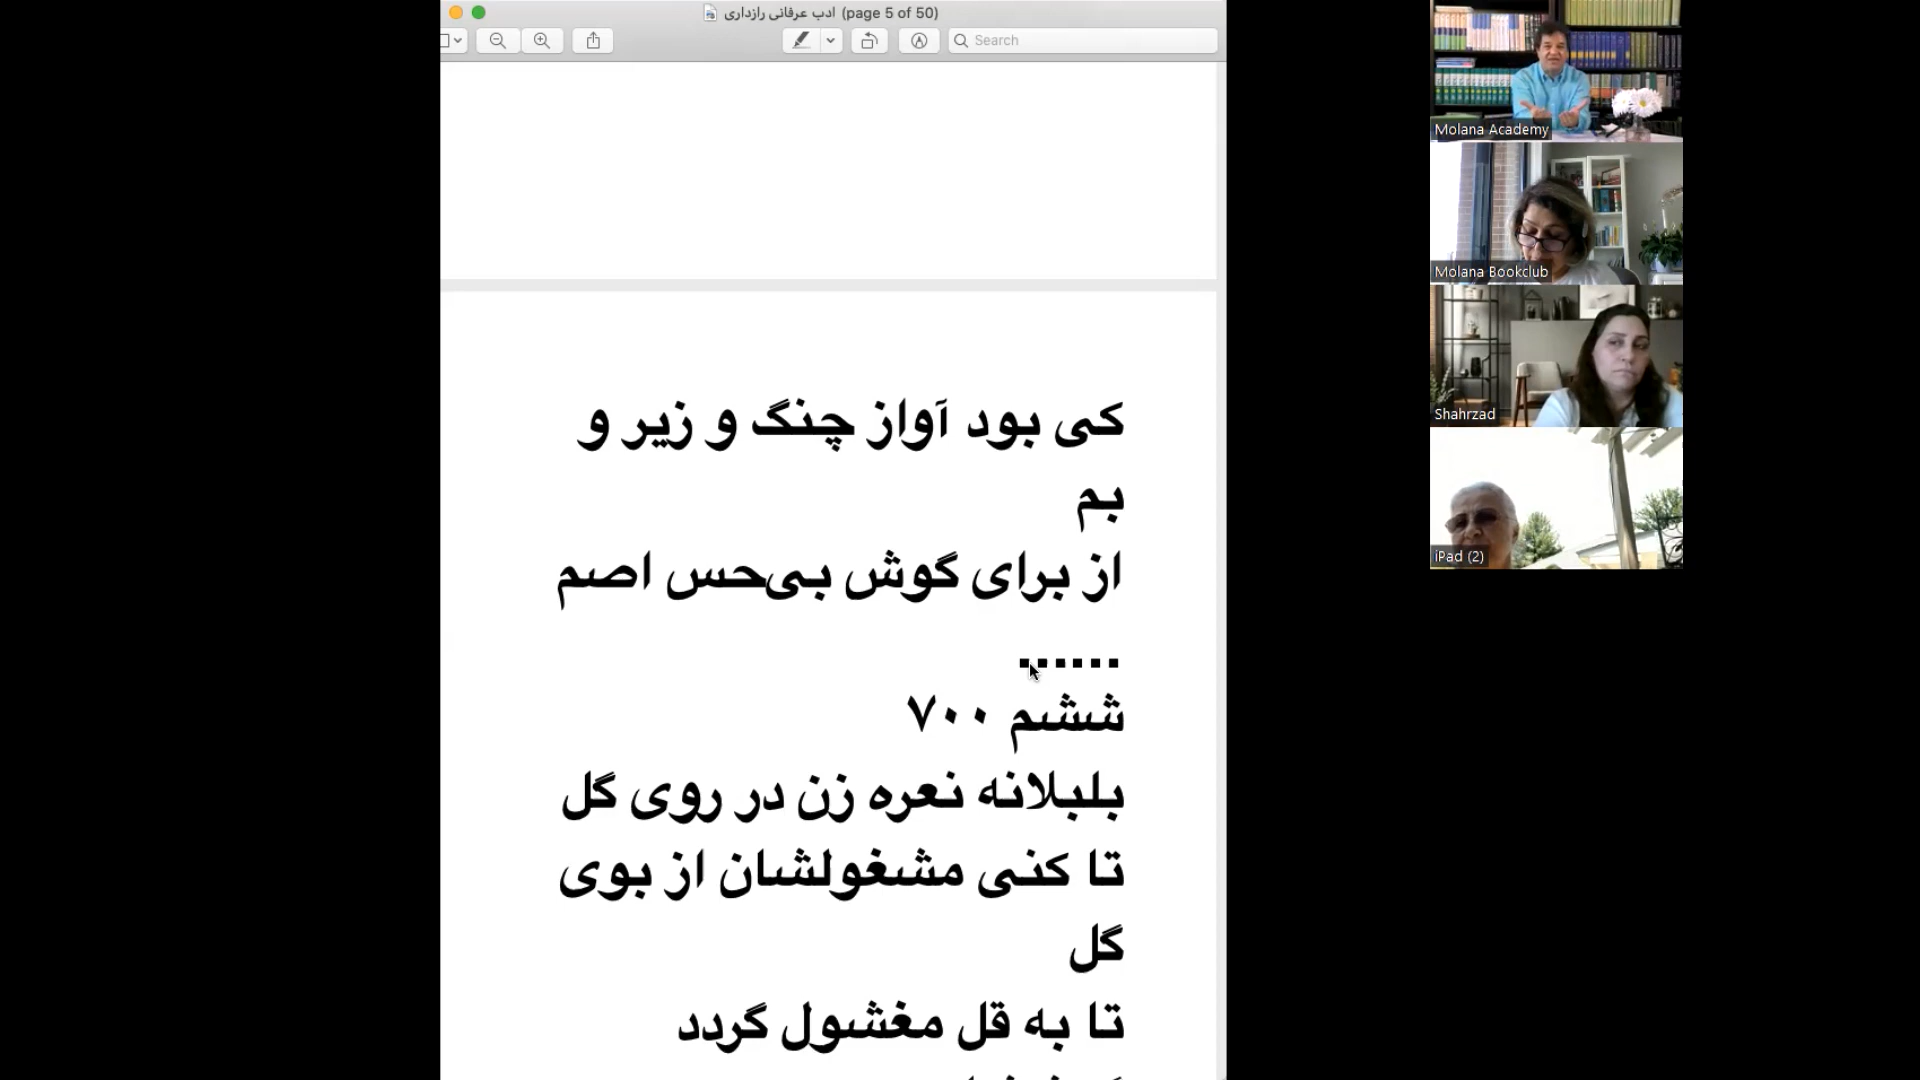 ادب عرفانی رازداری (page 5 of 50)
Search
کی بود آواز چنگ و زیر و
بم
از برای گوش بی‌حس اصم
......
ششم ۷۰۰
بلبلانه نعره زن در روی گل
تا کنی مشغولشان از بوی
گل
تا به قل مغشول گردد
Molana Academy
Molana Bookclub
Shahrzad
iPad (2)